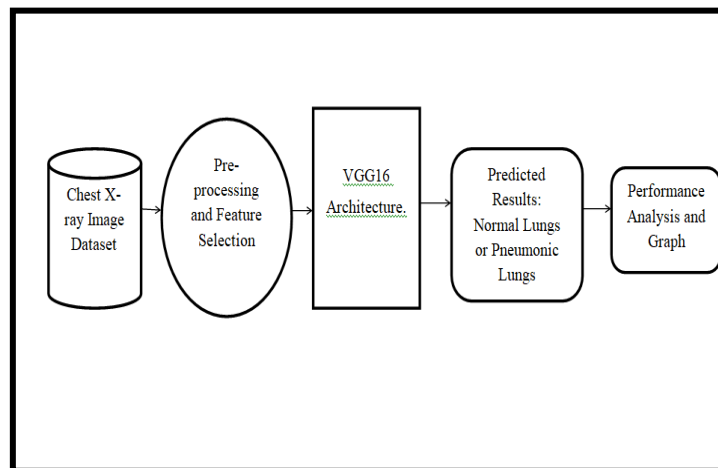 Chest X-
ray Image
Dataset
Pre-
processing
and Feature
Selection
VGG16
Architecture.
Predicted
Results:
Normal Lungs
or Pneumonic
Lungs
Performance
Analysis and
Graph